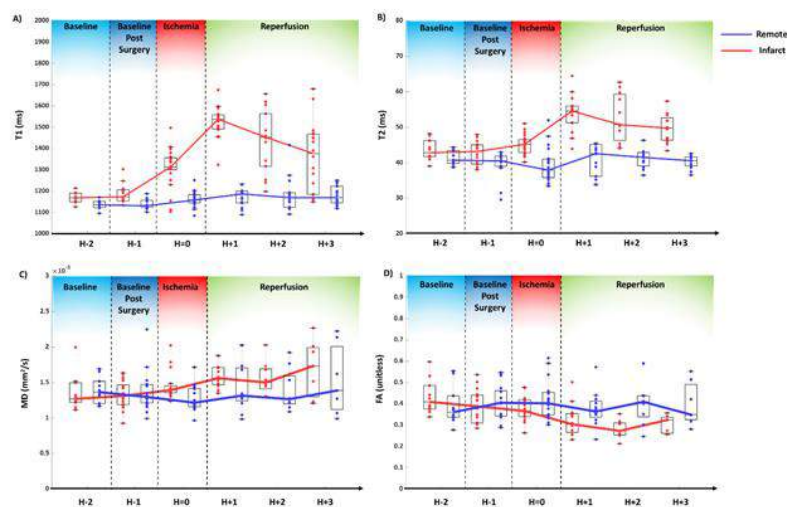 A)
Baseline
Baseline
Post
Surgery
Ischemia
Reperfusion
T1 (ms)
2000
1900
1800
1700
1600
1500
1400
1300
1200
1100
1000
H-2 H-1 H=0 H+1 H+2 H+3
B)
Baseline
Baseline
Post
Surgery
Ischemia
Reperfusion
T2 (ms)
80
70
60
50
40
30
20
H-2 H-1 H=0 H+1 H+2 H+3
Remote
Infarct
C)
×10⁻³
Baseline
Baseline
Post
Surgery
Ischemia
Reperfusion
MD (mm²/s)
3
2.5
2
1.5
1
0.5
0
H-2 H-1 H=0 H+1 H+2 H+3
D)
Baseline
Baseline
Post
Surgery
Ischemia
Reperfusion
FA (unitless)
1
0.9
0.8
0.7
0.6
0.5
0.4
0.3
0.2
0.1
0
H-2 H-1 H=0 H+1 H+2 H+3